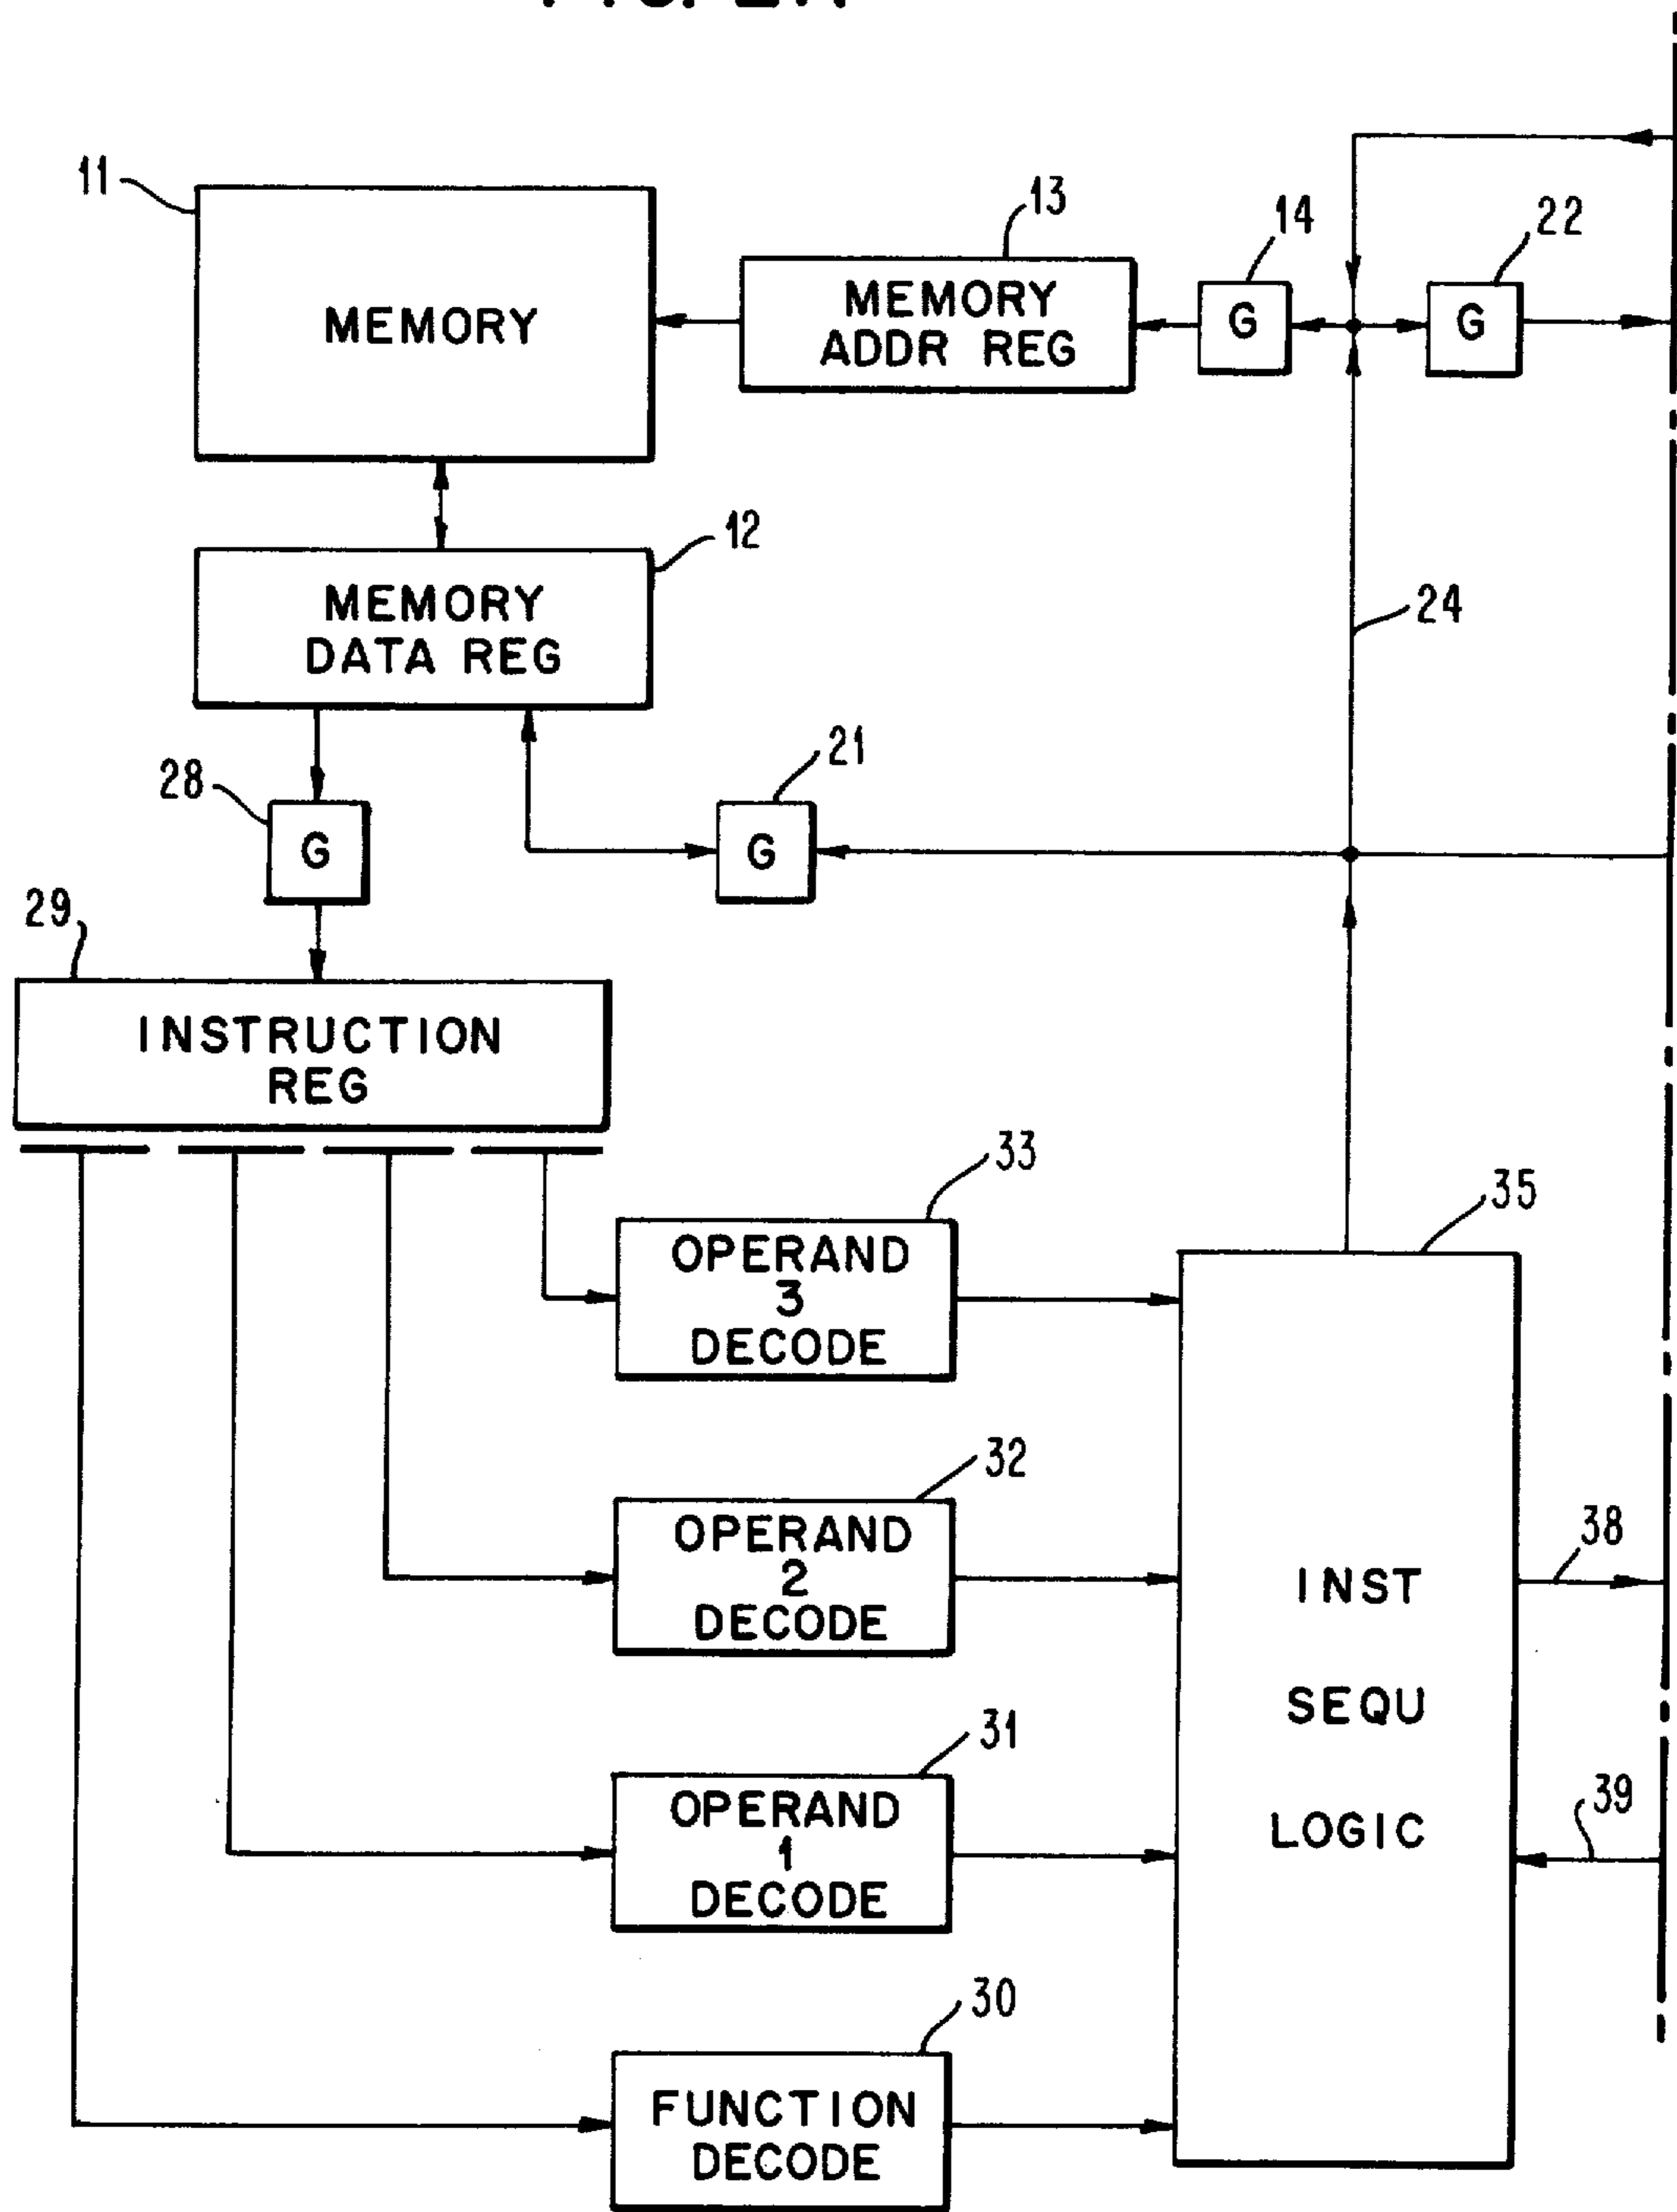 11
MEMORY
13
MEMORY
ADDR REG
14
G
22
G
12
MEMORY
DATA REG
24
28
G
21
G
29
INSTRUCTION
REG
33
OPERAND
3
DECODE
35
INST
SEQU
LOGIC
32
OPERAND
2
DECODE
38
31
OPERAND
1
DECODE
39
30
FUNCTION
DECODE